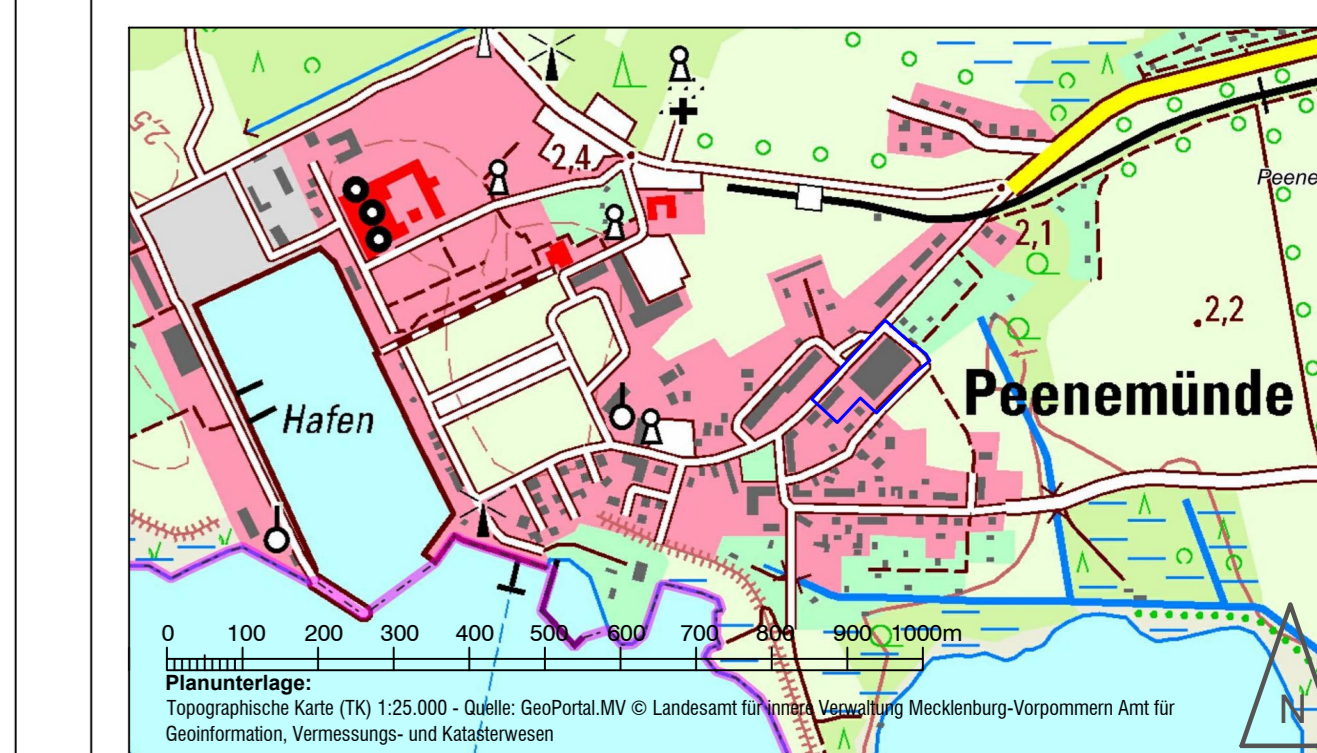 2,5
2,4
Peene
2,1
2,2
Peenemünde
Hafen
0 100 200 300 400 500 600 700 800 900 1000m
Planunterlage:
Topographische Karte (TK) 1:25.000 - Quelle: GeoPortal.MV © Landesamt für innere Verwaltung Mecklenburg-Vorpommern Amt für
Geoinformation, Vermessungs- und Katasterwesen
N